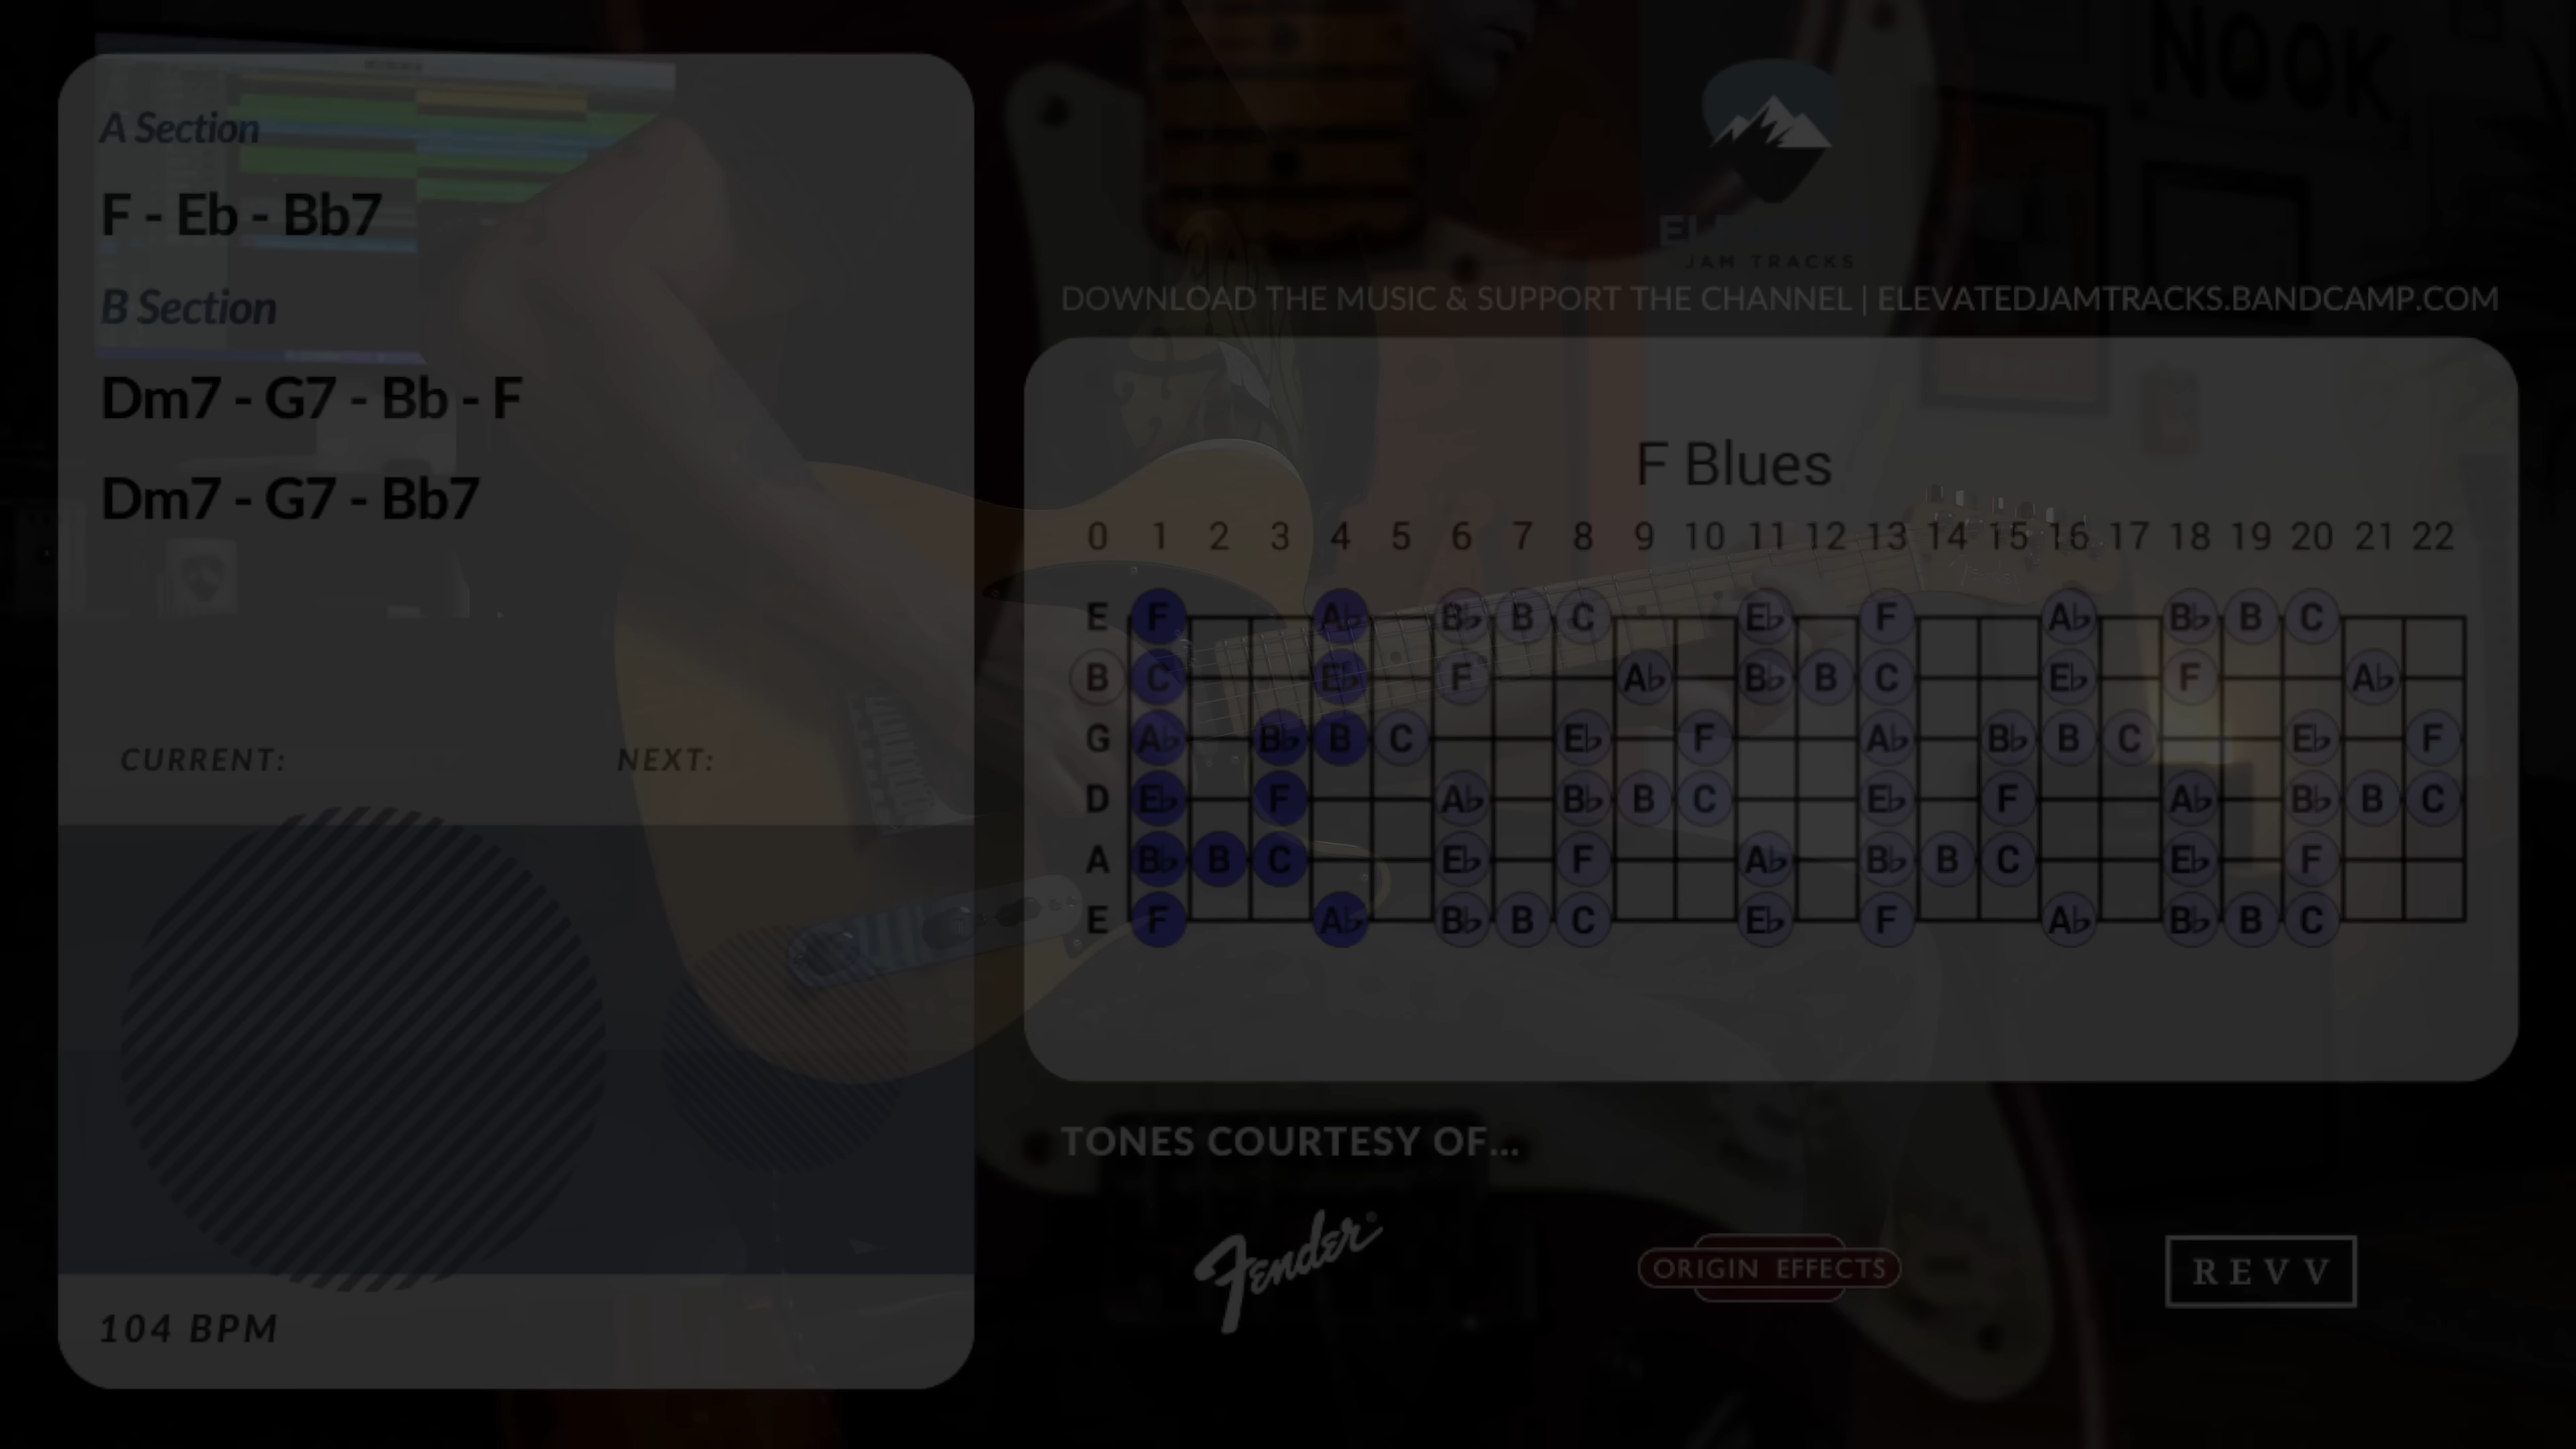 NOOK
A Section
F - Eb - Bb7
B Section
Dm7 - G7 - Bb - F
Dm7 - G7 - Bb7
CURRENT: NEXT:
104 BPM
JAM TRACKS
DOWNLOAD THE MUSIC & SUPPORT THE CHANNEL | ELEVATEDJAMTRACKS.BANDCAMP.COM
F Blues
0 1 2 3 4 5 6 7 8 9 10 11 12 13 14 15 16 17 18 19 20 21 22
E F A♭ B♭ B C E♭ F A♭ B♭ B C
B C E♭ F A♭ B♭ B C E♭ F A♭
G A♭ B♭ B C E♭ F A♭ B♭ B C E♭ F
D E♭ F A♭ B♭ B C E♭ F A♭ B♭ B C
A B♭ B C E♭ F A♭ B♭ B C E♭ F
E F A♭ B♭ B C E♭ F A♭ B♭ B C
TONES COURTESY OF...
Fender
ORIGIN EFFECTS
REVV